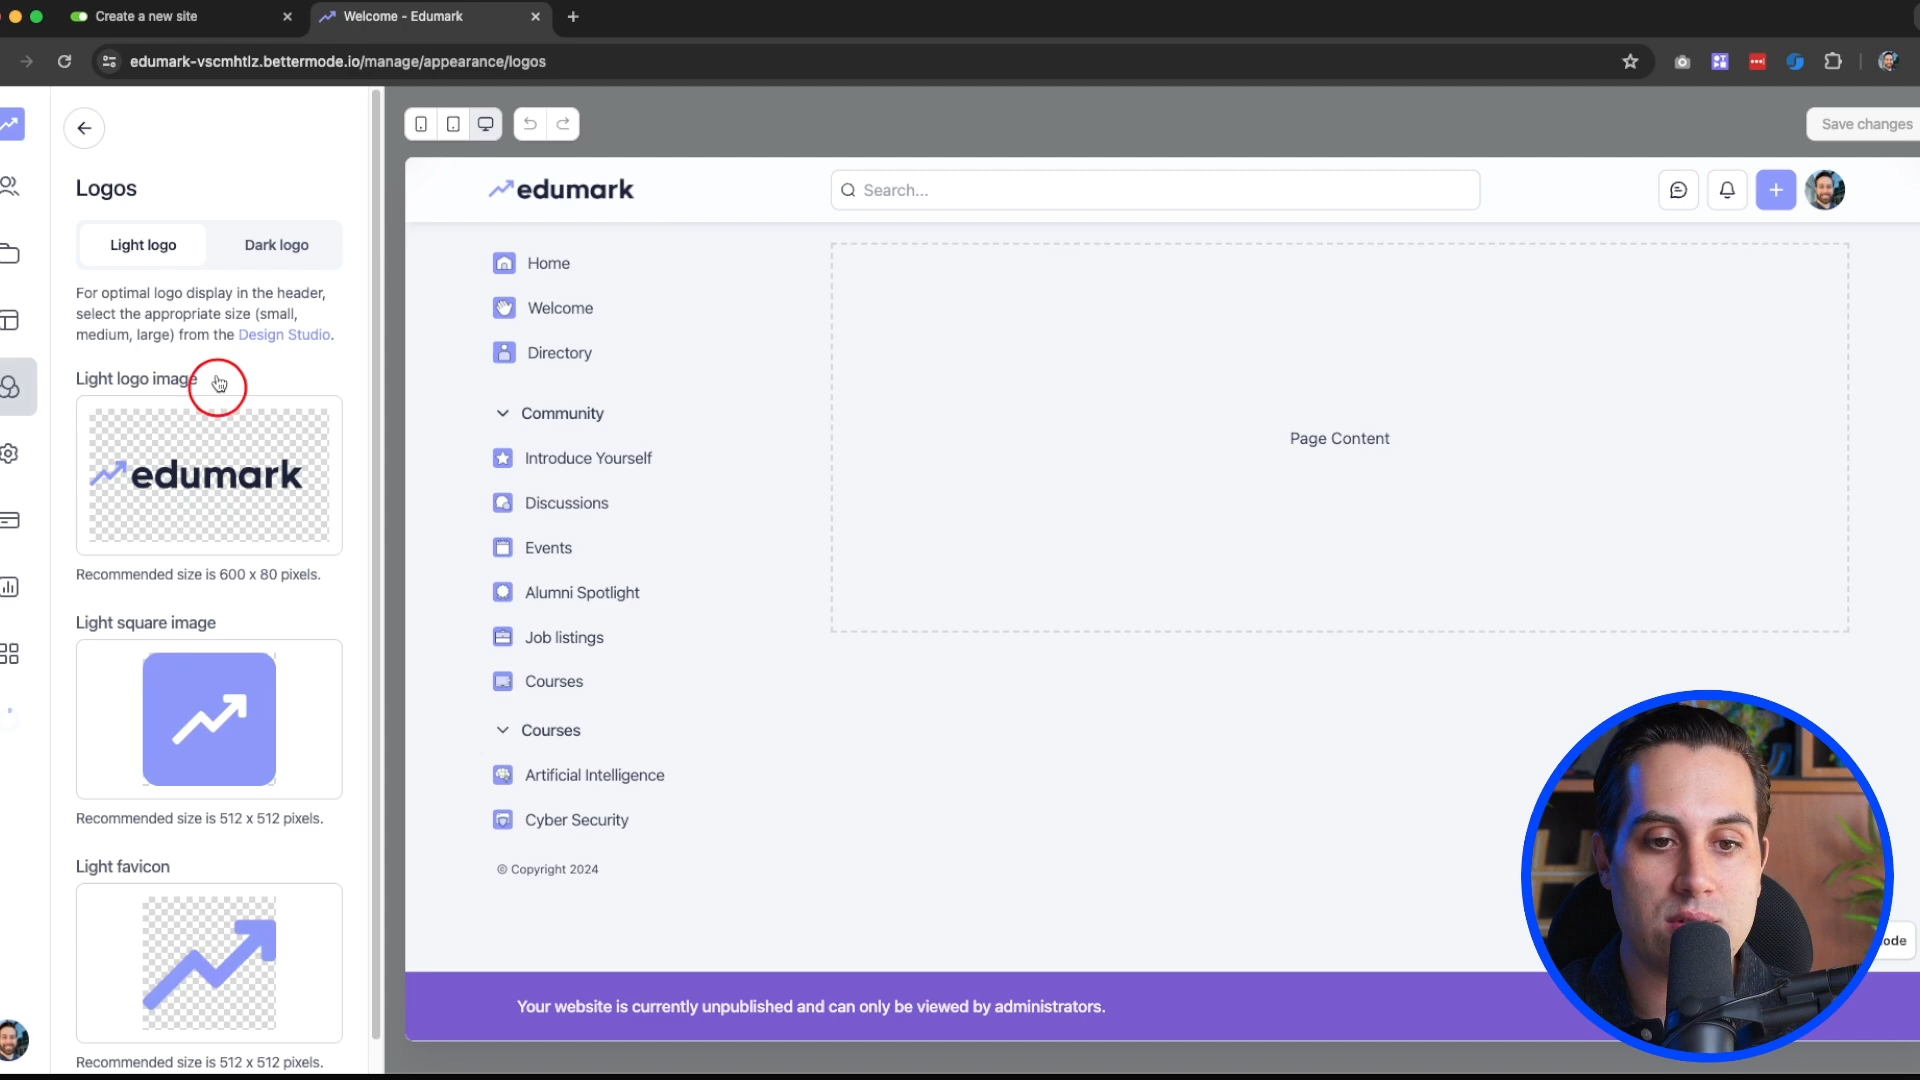 Create a new site
Welcome - Edumark
edumark-vscmhtlz.bettermode.io/manage/appearance/logos
Save changes
Logos
Light logo
Dark logo
For optimal logo display in the header,
select the appropriate size (small,
medium, large) from the Design Studio.
Light logo image
edumark
Recommended size is 600 x 80 pixels.
Light square image
Recommended size is 512 x 512 pixels.
Light favicon
Recommended size is 512 x 512 pixels.
edumark
Search...
Home
Welcome
Directory
Community
Introduce Yourself
Discussions
Events
Alumni Spotlight
Job listings
Courses
Courses
Artificial Intelligence
Cyber Security
© Copyright 2024
Page Content
Your website is currently unpublished and can only be viewed by administrators.